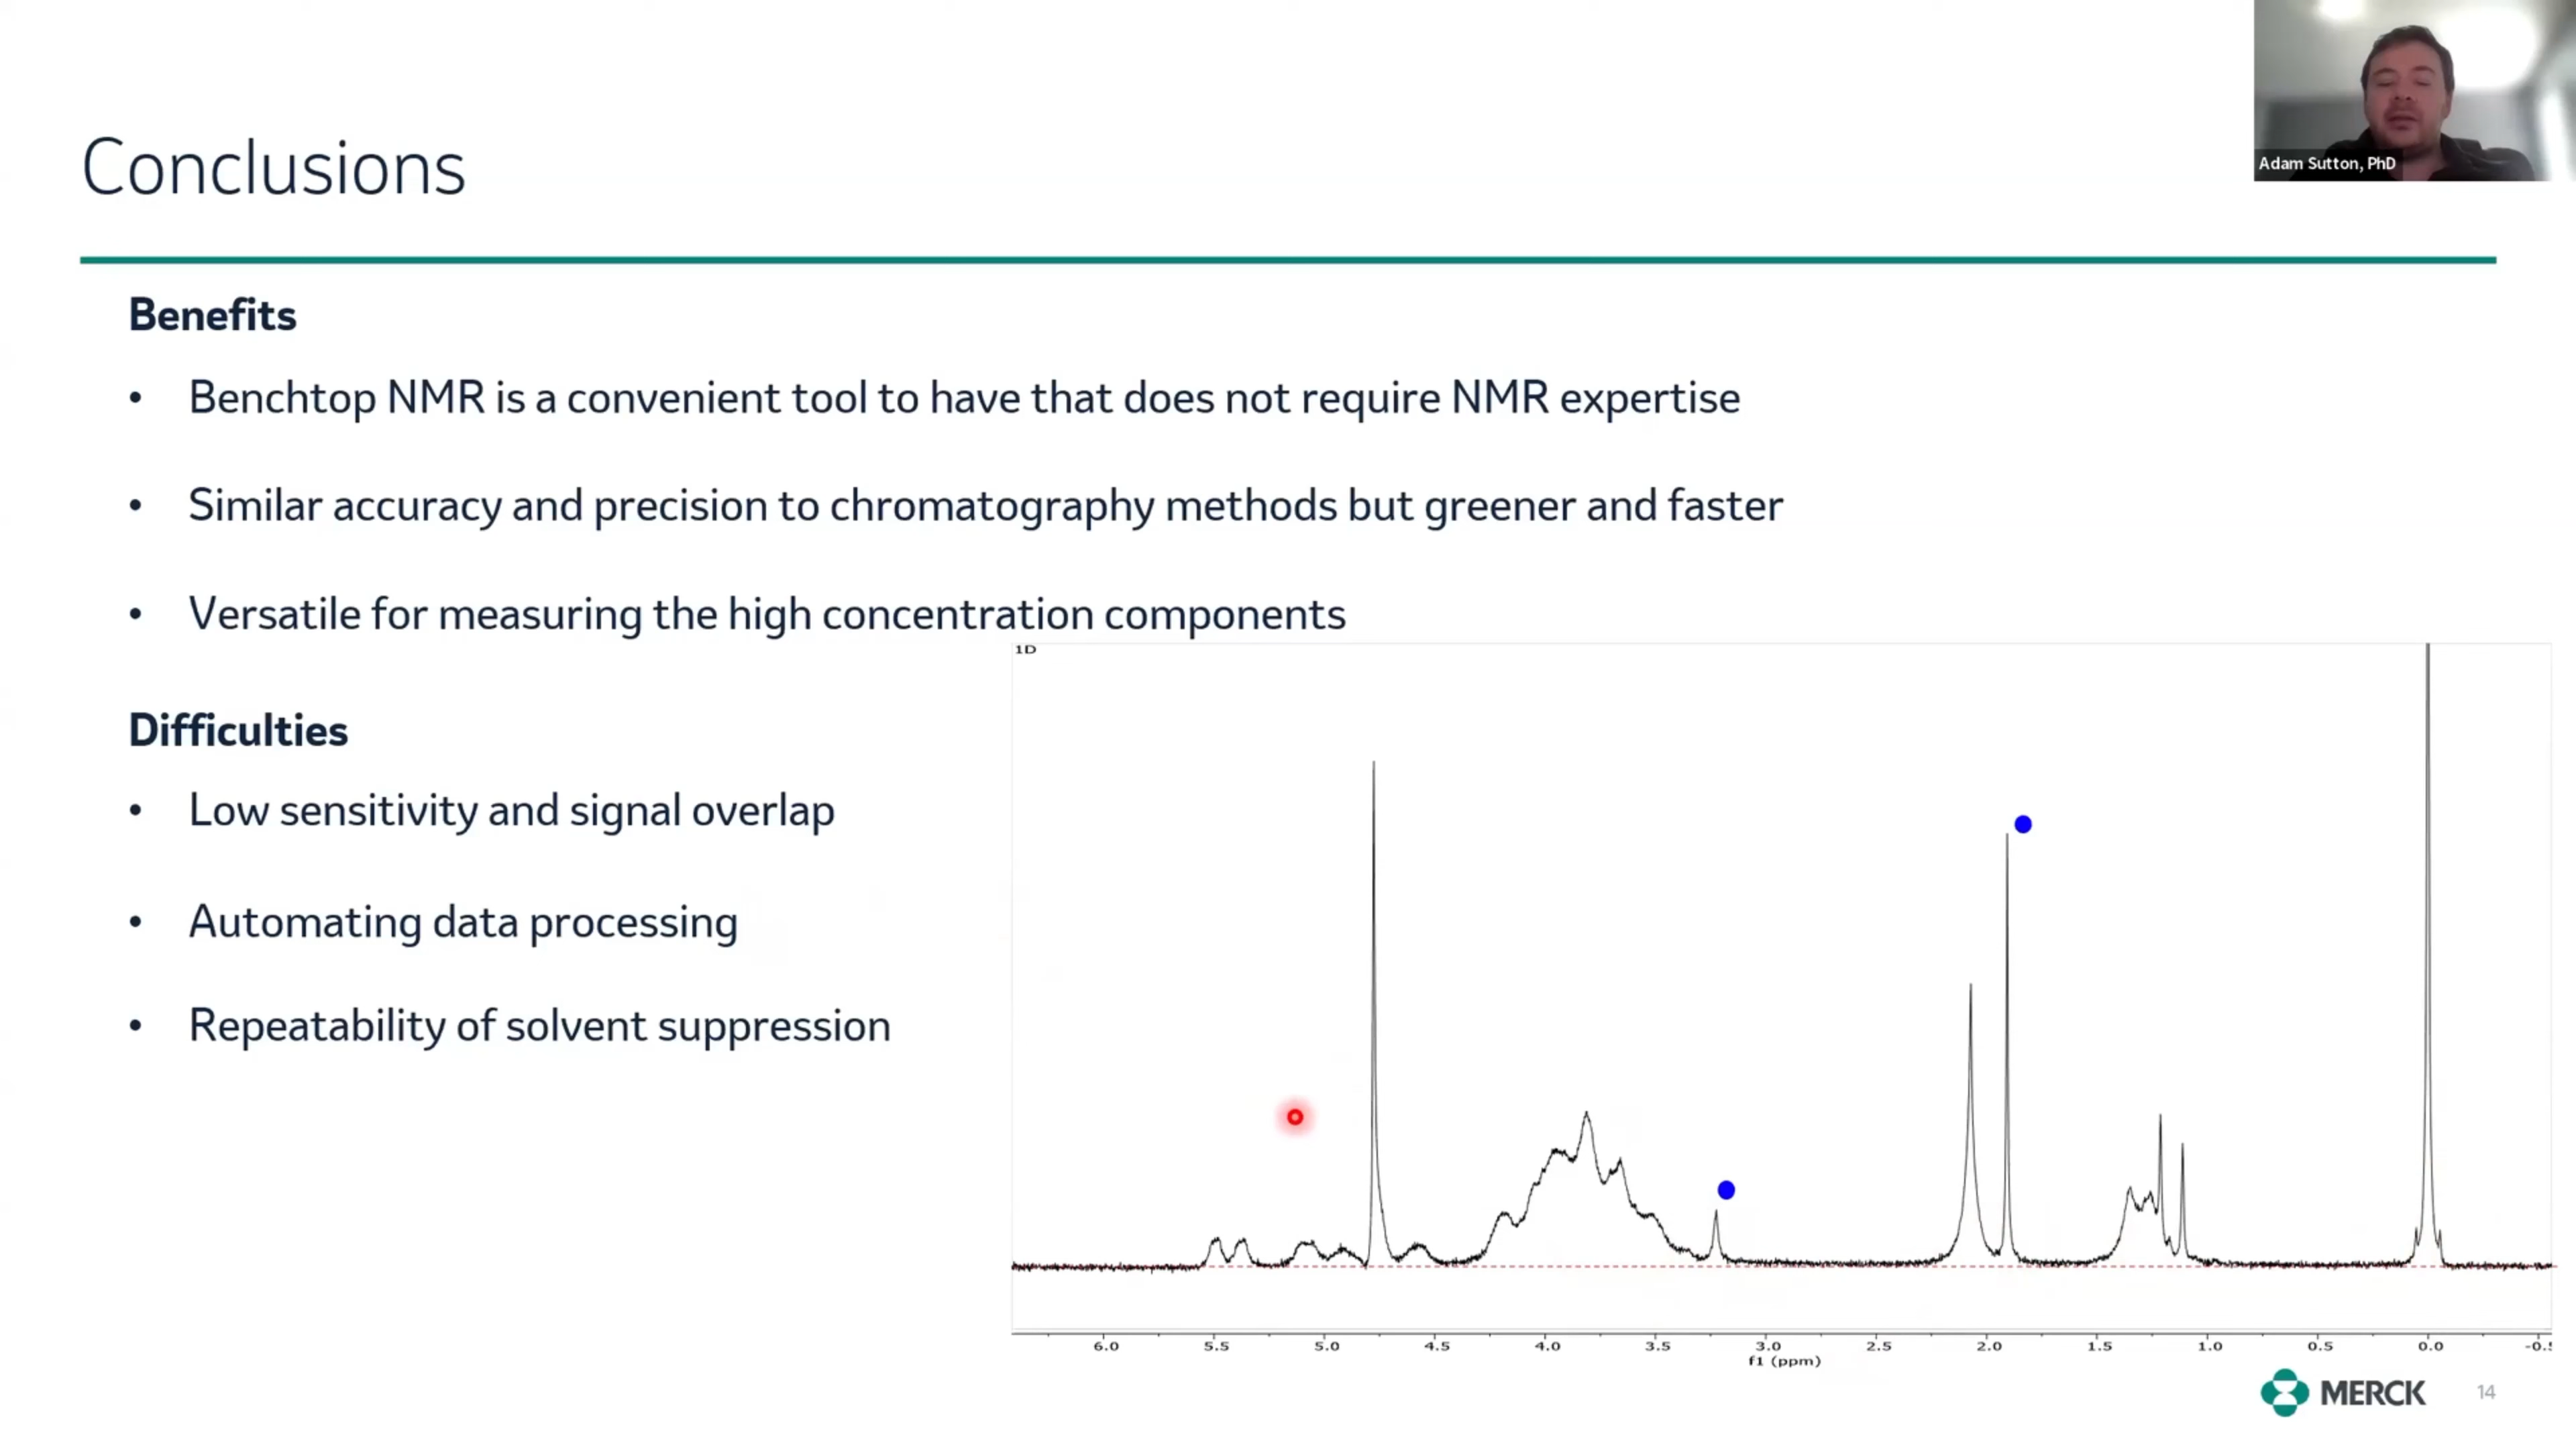 Adam Sutton, PhD
Conclusions
Benefits
• Benchtop NMR is a convenient tool to have that does not require NMR expertise
• Similar accuracy and precision to chromatography methods but greener and faster
• Versatile for measuring the high concentration components
Difficulties
• Low sensitivity and signal overlap
• Automating data processing
• Repeatability of solvent suppression
1D
6.0 5.5 5.0 4.5 4.0 3.5 3.0 2.5 2.0 1.5 1.0 0.5 0.0
f1 (ppm)
MERCK 14